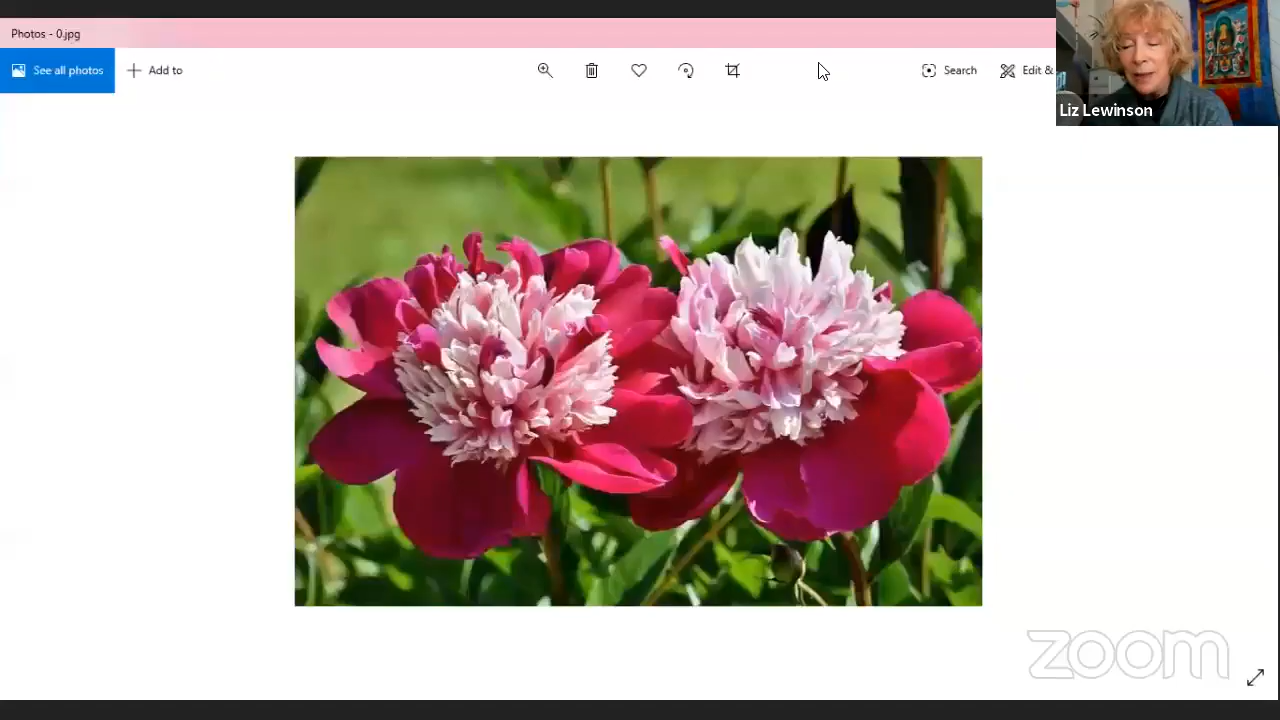 Photos - 0.jpg
See all photos
Add to
Search
Edit &
Liz Lewinson
zoom